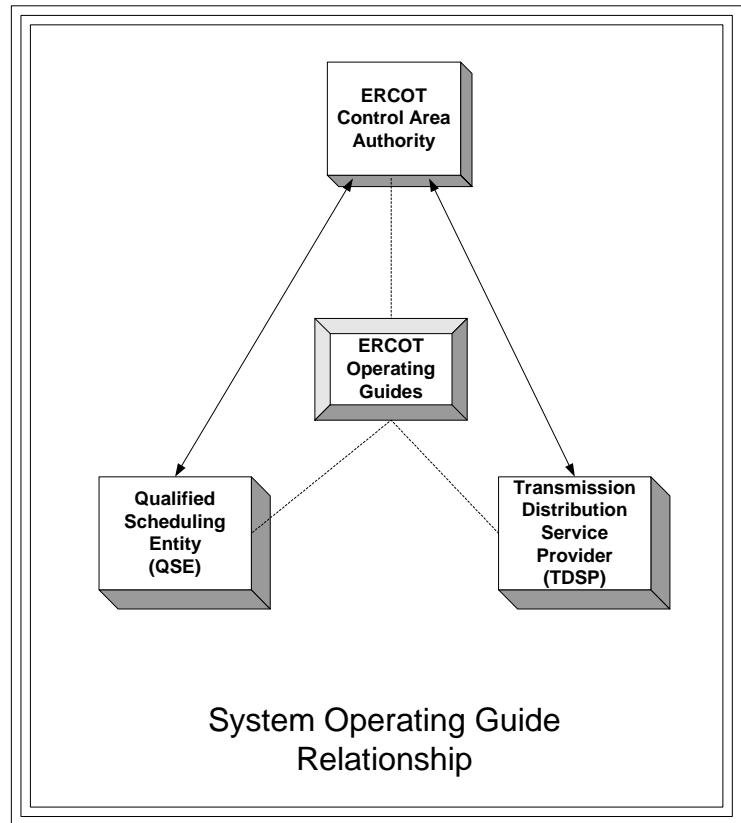 ERCOT
Control Area
Authority
ERCOT
Operating
Guides
Qualified
Scheduling
Entity
(QSE)
Transmission
Distribution
Service
Provider
(TDSP)
System Operating Guide
Relationship